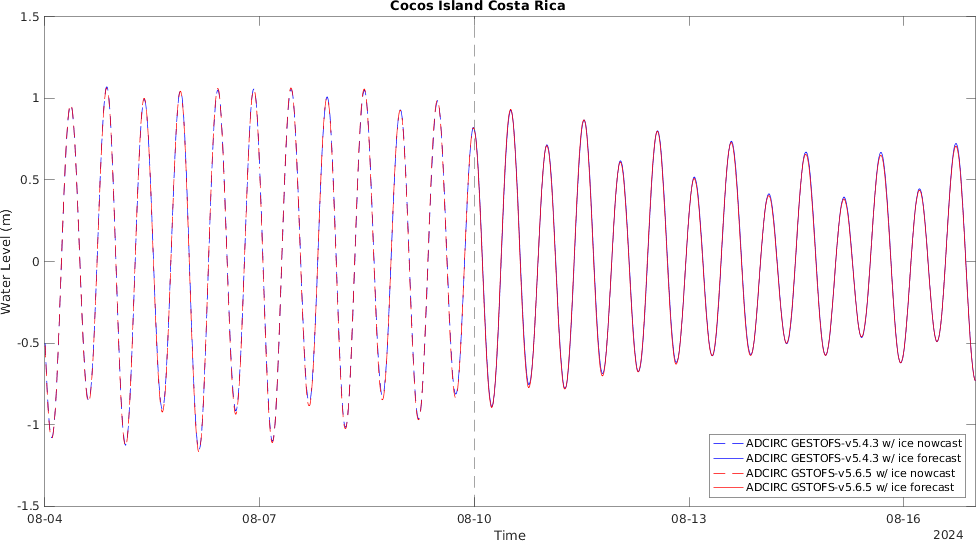 Cocos Island Costa Rica
1.5
1
0.5
0
-0.5
-1
-1.5
Water Level (m)
ADCIRC GESTOFS-v5.4.3 w/ ice nowcast
ADCIRC GESTOFS-v5.4.3 w/ ice forecast
ADCIRC GSTOFS-v5.6.5 w/ ice nowcast
ADCIRC GSTOFS-v5.6.5 w/ ice forecast
08-04 08-07 08-10 08-13 08-16
Time
2024